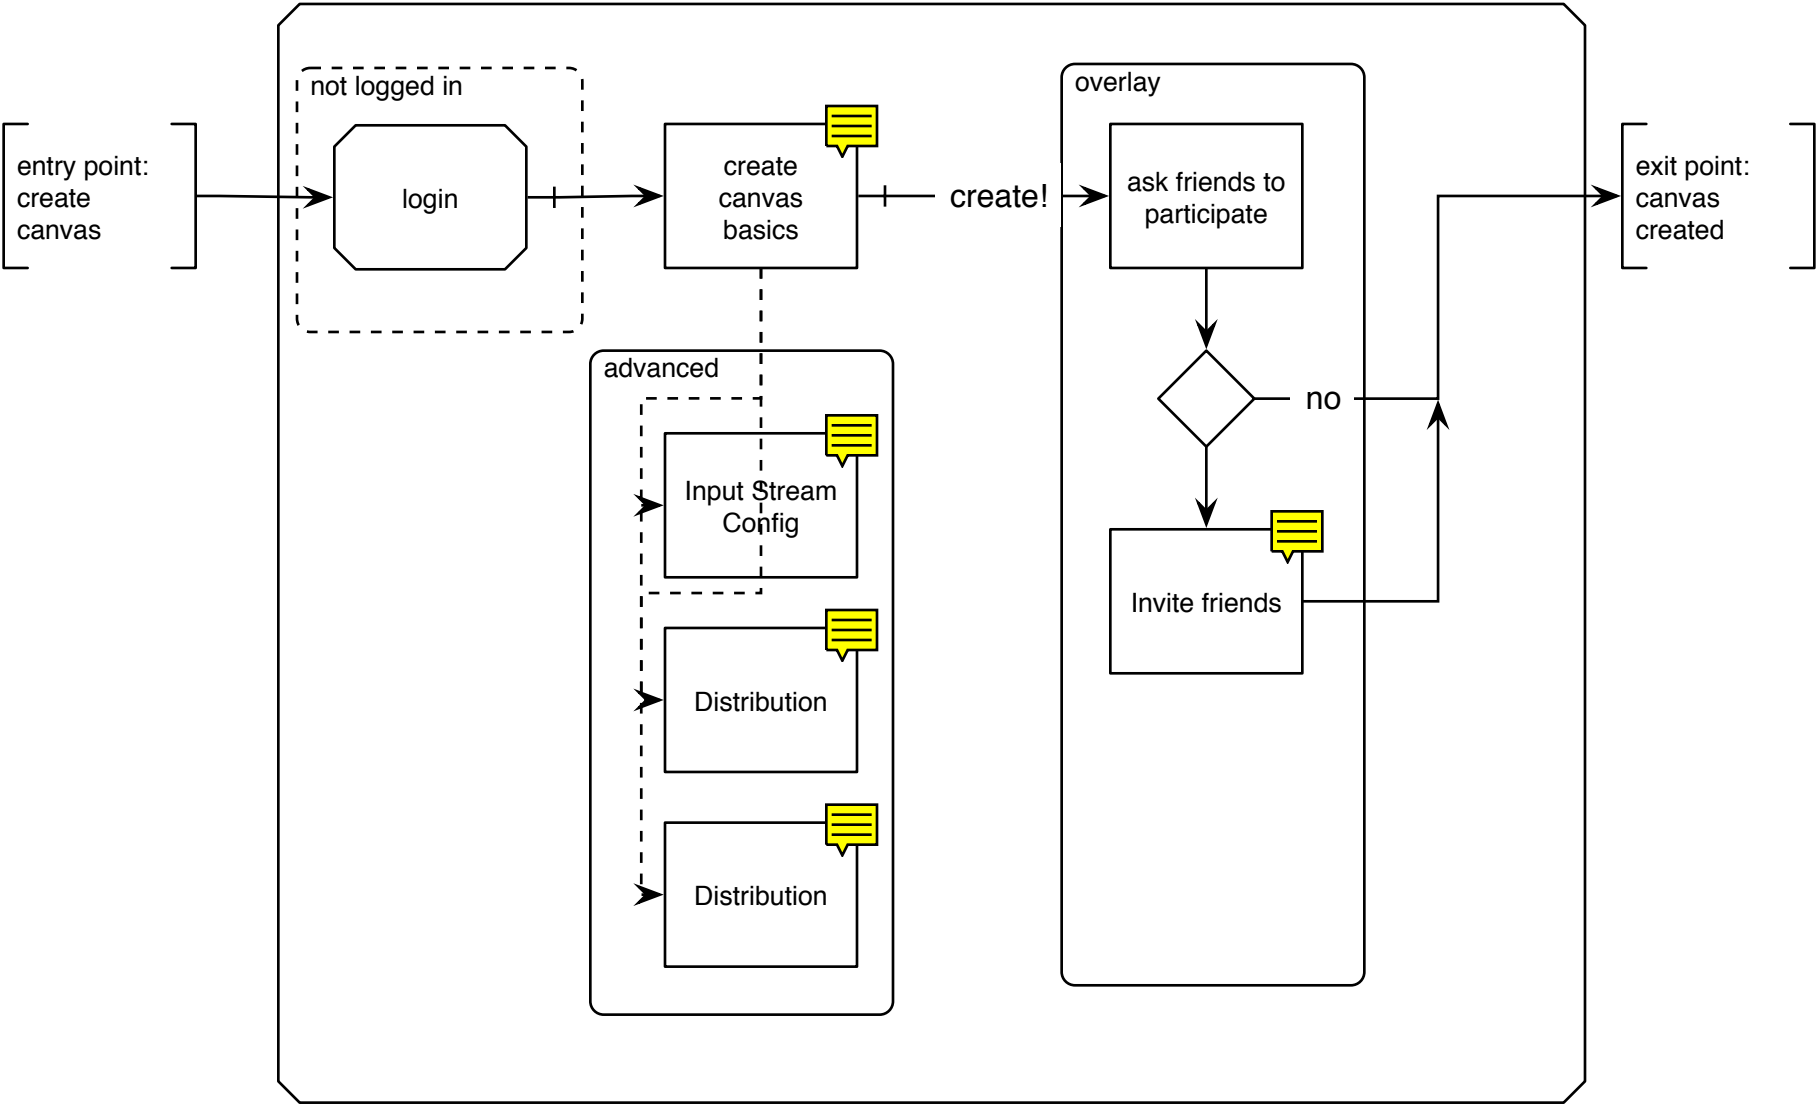 not logged in
overlay
entry point:
create
canvas
login
create
canvas
basics
create!
ask friends to
participate
exit point:
canvas
created
advanced
no
Input Stream
Config
Invite friends
Distribution
Distribution